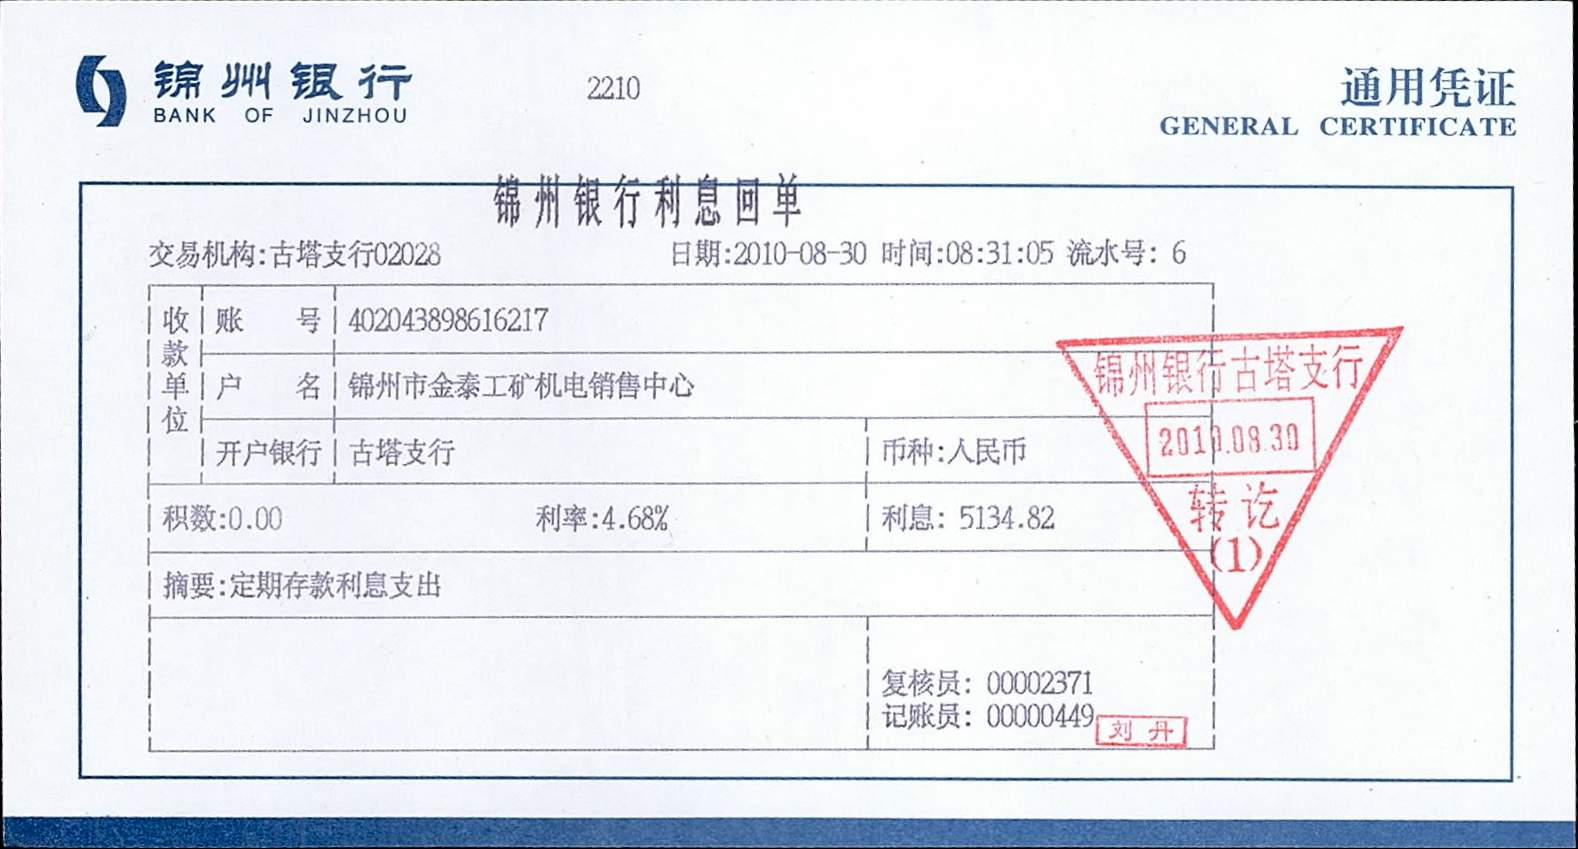 锦州银行
BANK OF JINZHOU
2210
通用凭证
GENERAL CERTIFICATE
锦州银行利息回单
交易机构:古塔支行02028 日期:2010-08-30 时间:08:31:05 流水号: 6
收款单位
账 号 402043898616217
户 名 锦州市金泰工矿机电销售中心
开户银行 古塔支行 币种:人民币
积数:0.00 利率:4.68% 利息: 5134.82
摘要:定期存款利息支出
复核员: 00002371
记账员: 00000449
刘丹
锦州银行古塔支行
2010.08.30
转讫
(1)